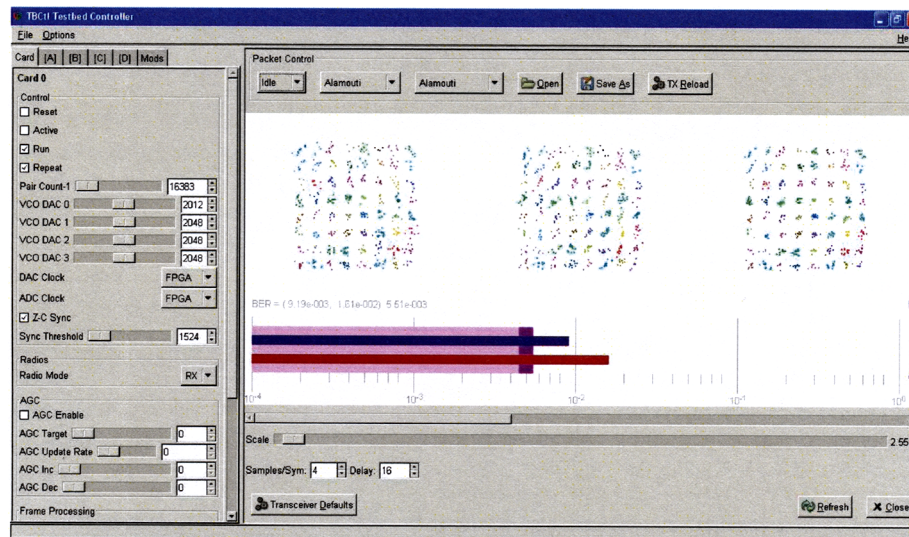 TBCtl Testbed Controller
File Options
Card [A] [B] [C] [D] Mods
Card 0
Control
Reset
Active
Run
Repeat
Pair Count-1 16383
VCO DAC 0 2012
VCO DAC 1 2048
VCO DAC 2 2048
VCO DAC 3 2048
DAC Clock FPGA
ADC Clock FPGA
Z-C Sync
Sync Threshold 1524
Radios
Radio Mode RX
AGC
AGC Enable
AGC Target 0
AGC Update Rate 0
AGC Inc 0
AGC Dec 0
Frame Processing
He
Packet Control
Idle Alamouti Alamouti Open Save As TX Reload
BER = ( 9.19e-003, 1.61e-002) 5.51e-003
10-4 10-3 10-2 10-1 100
Scale 2.55
Samples/Sym: 4 Delay: 16
Transceiver Defaults Refresh Close